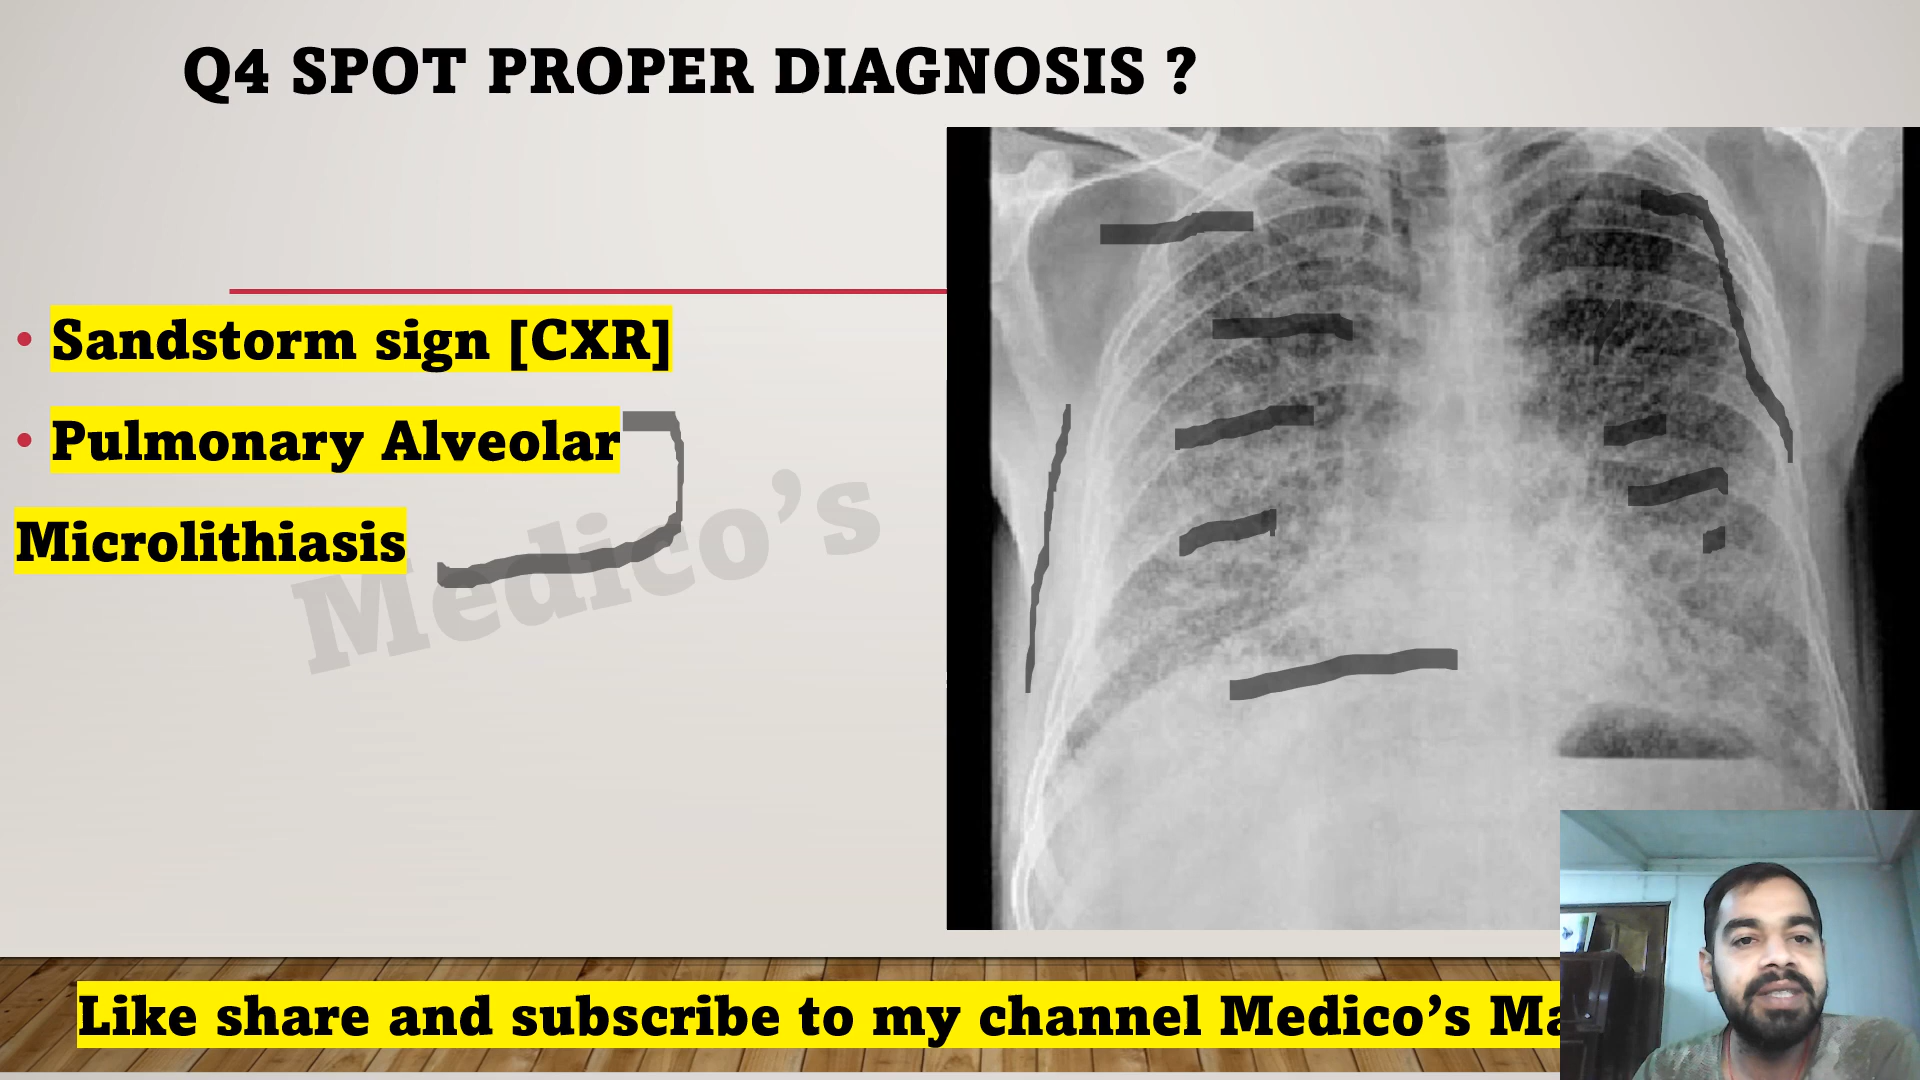 Q4 SPOT PROPER DIAGNOSIS ?
• Sandstorm sign [CXR]
• Pulmonary Alveolar
Microlithiasis
Medico’s
Like share and subscribe to my channel Medico’s